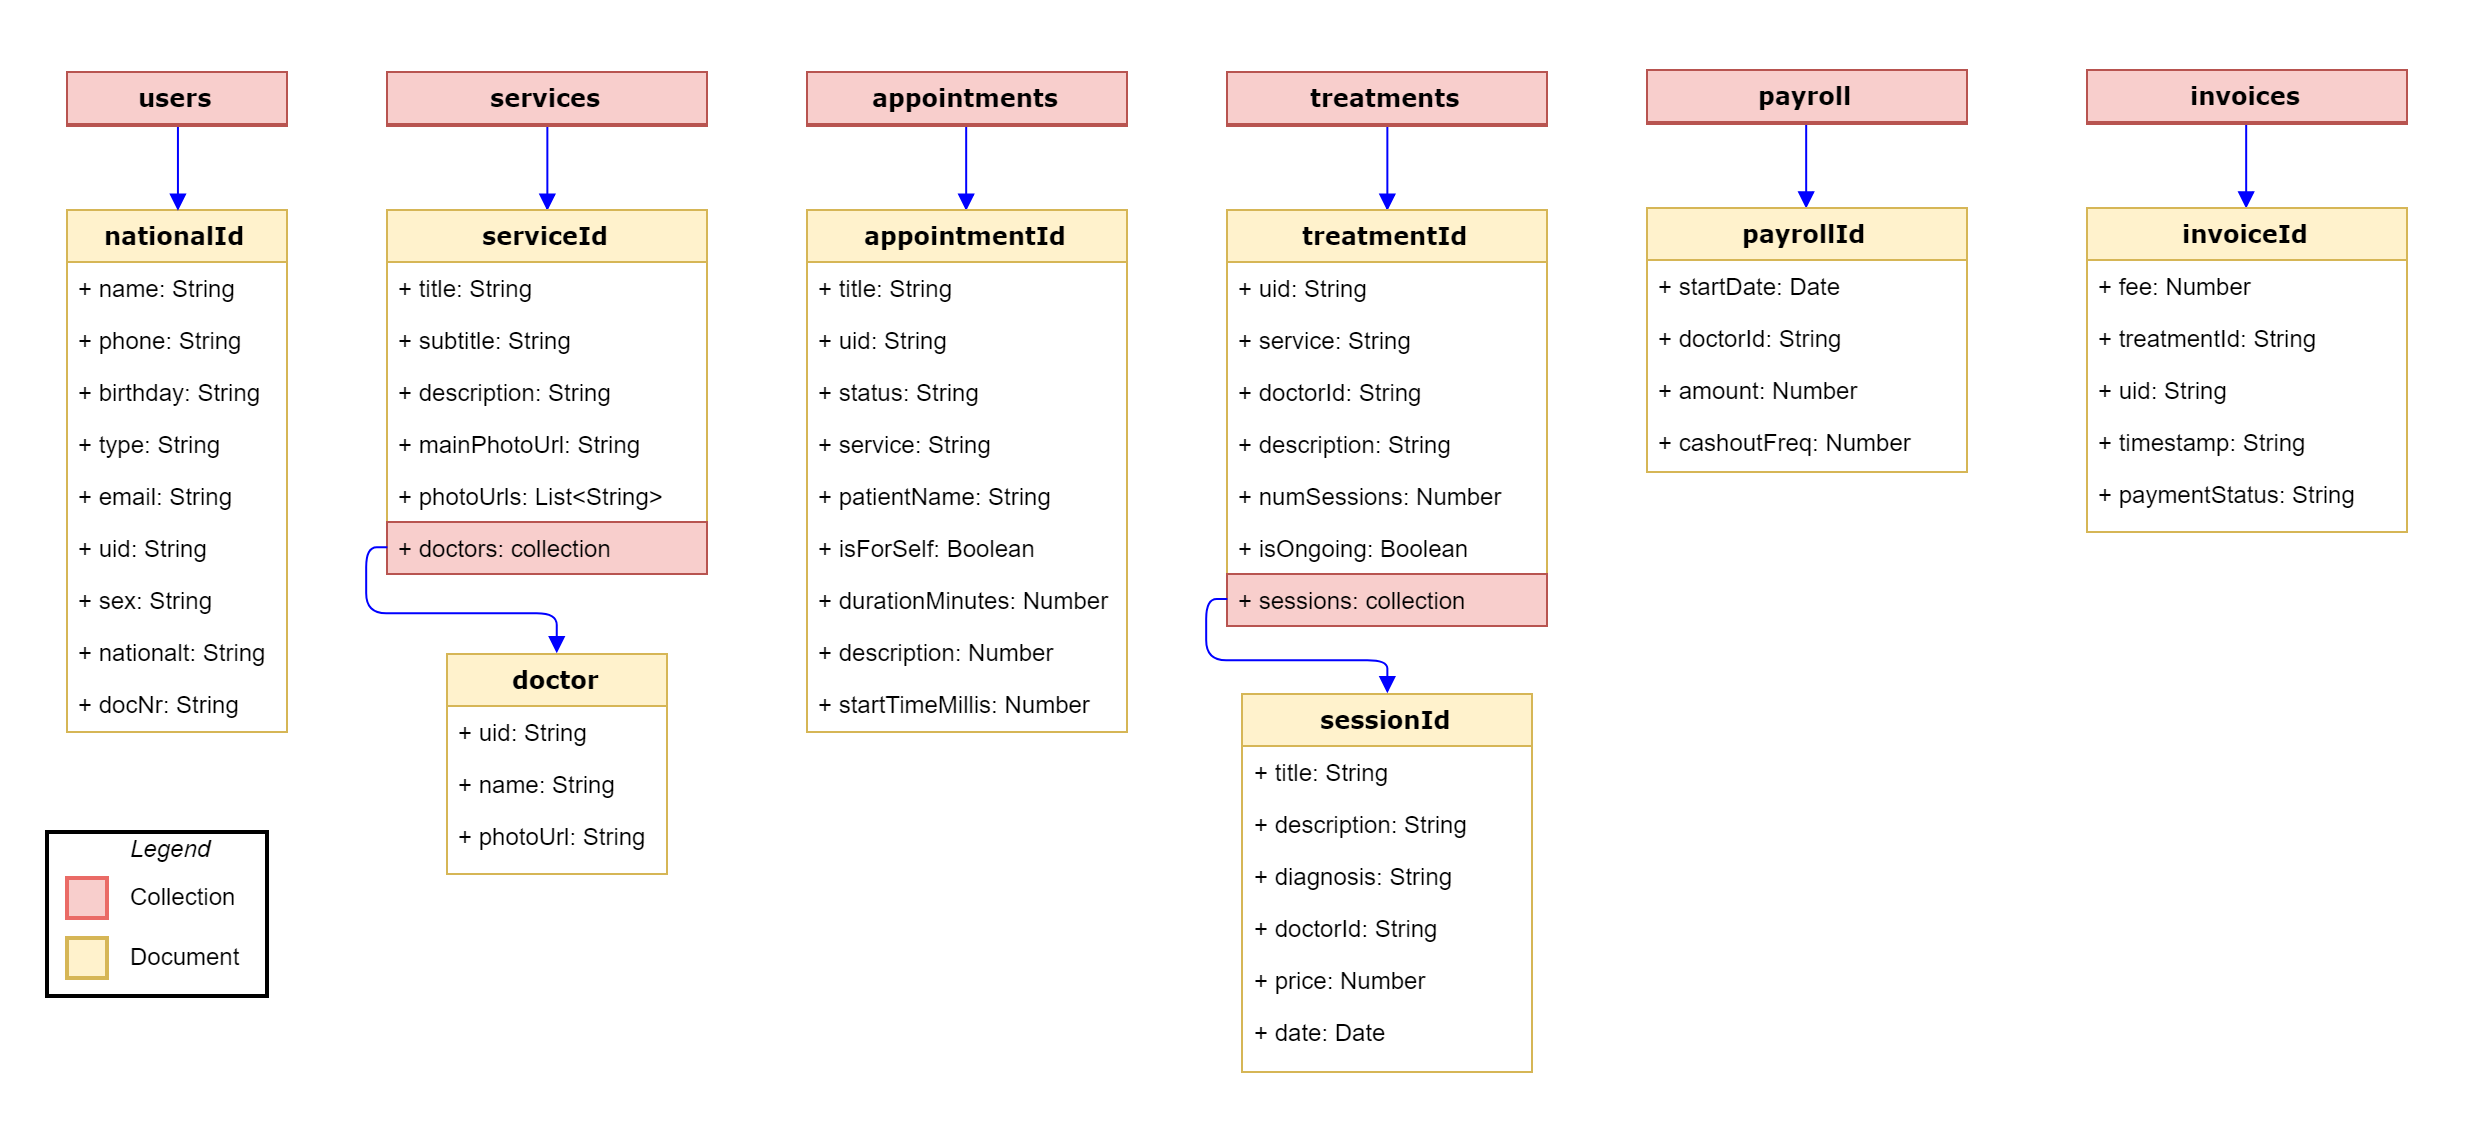 users
nationalId
+ name: String
+ phone: String
+ birthday: String
+ type: String
+ email: String
+ uid: String
+ sex: String
+ nationalt: String
+ docNr: String
services
serviceId
+ title: String
+ subtitle: String
+ description: String
+ mainPhotoUrl: String
+ photoUrls: List<String>
+ doctors: collection
doctor
+ uid: String
+ name: String
+ photoUrl: String
appointments
appointmentId
+ title: String
+ uid: String
+ status: String
+ service: String
+ patientName: String
+ isForSelf: Boolean
+ durationMinutes: Number
+ description: Number
+ startTimeMillis: Number
treatments
treatmentId
+ uid: String
+ service: String
+ doctorId: String
+ description: String
+ numSessions: Number
+ isOngoing: Boolean
+ sessions: collection
sessionId
+ title: String
+ description: String
+ diagnosis: String
+ doctorId: String
+ price: Number
+ date: Date
payroll
payrollId
+ startDate: Date
+ doctorId: String
+ amount: Number
+ cashoutFreq: Number
invoices
invoiceId
+ fee: Number
+ treatmentId: String
+ uid: String
+ timestamp: String
+ paymentStatus: String
Legend
Collection
Document